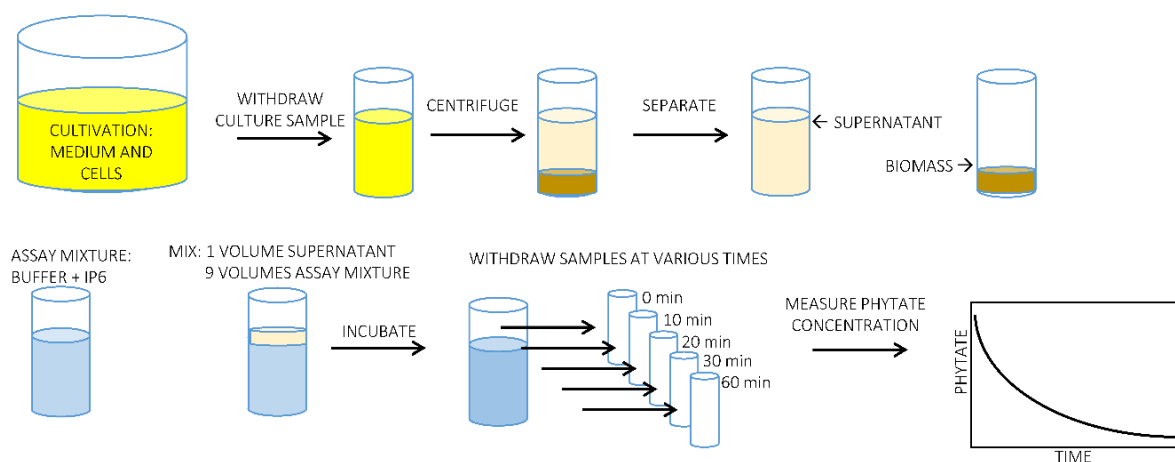 CULTIVATION:
MEDIUM AND
CELLS
WITHDRAW
CULTURE SAMPLE
CENTRIFUGE
SEPARATE
← SUPERNATANT
BIOMASS →
ASSAY MIXTURE:
BUFFER + IP6
MIX: 1 VOLUME SUPERNATANT
9 VOLUMES ASSAY MIXTURE
INCUBATE
WITHDRAW SAMPLES AT VARIOUS TIMES
0 min
10 min
20 min
30 min
60 min
MEASURE PHYTATE
CONCENTRATION
PHYTATE
TIME